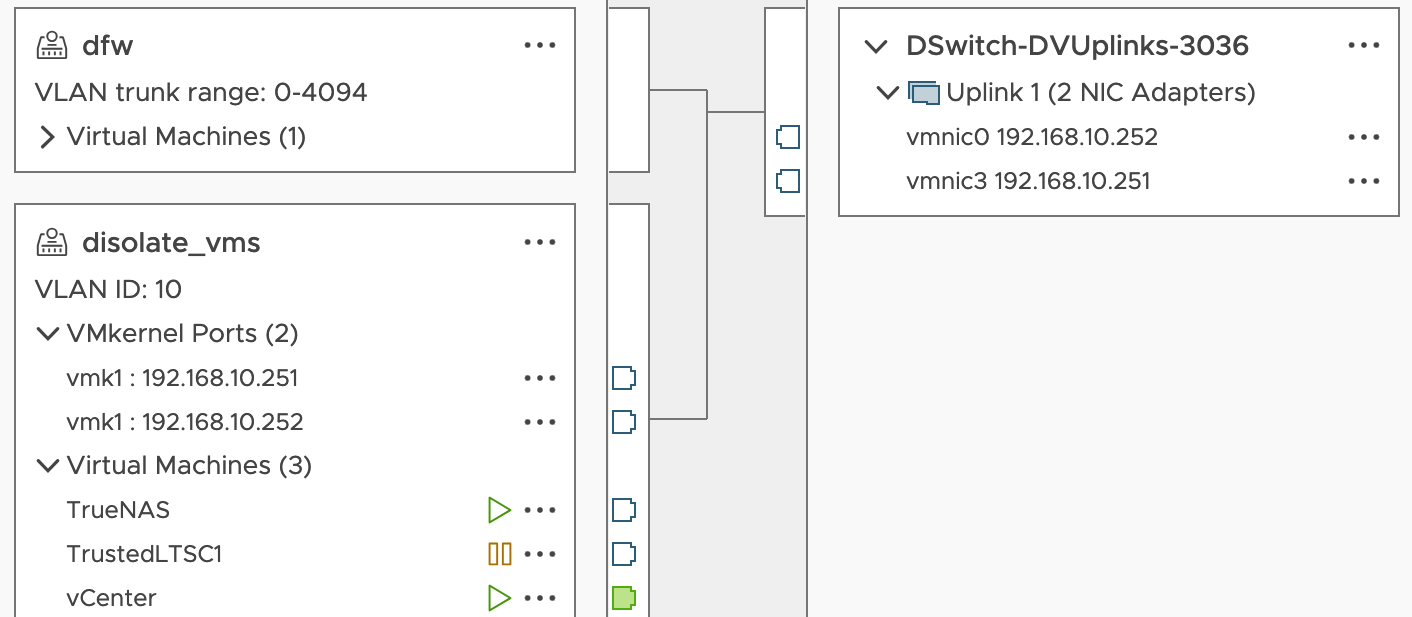 dfw
VLAN trunk range: 0-4094
Virtual Machines (1)
disolate_vms
VLAN ID: 10
VMkernel Ports (2)
vmk1 : 192.168.10.251
vmk1 : 192.168.10.252
Virtual Machines (3)
TrueNAS
TrustedLTSC1
vCenter
DSwitch-DVUplinks-3036
Uplink 1 (2 NIC Adapters)
vmnic0 192.168.10.252
vmnic3 192.168.10.251